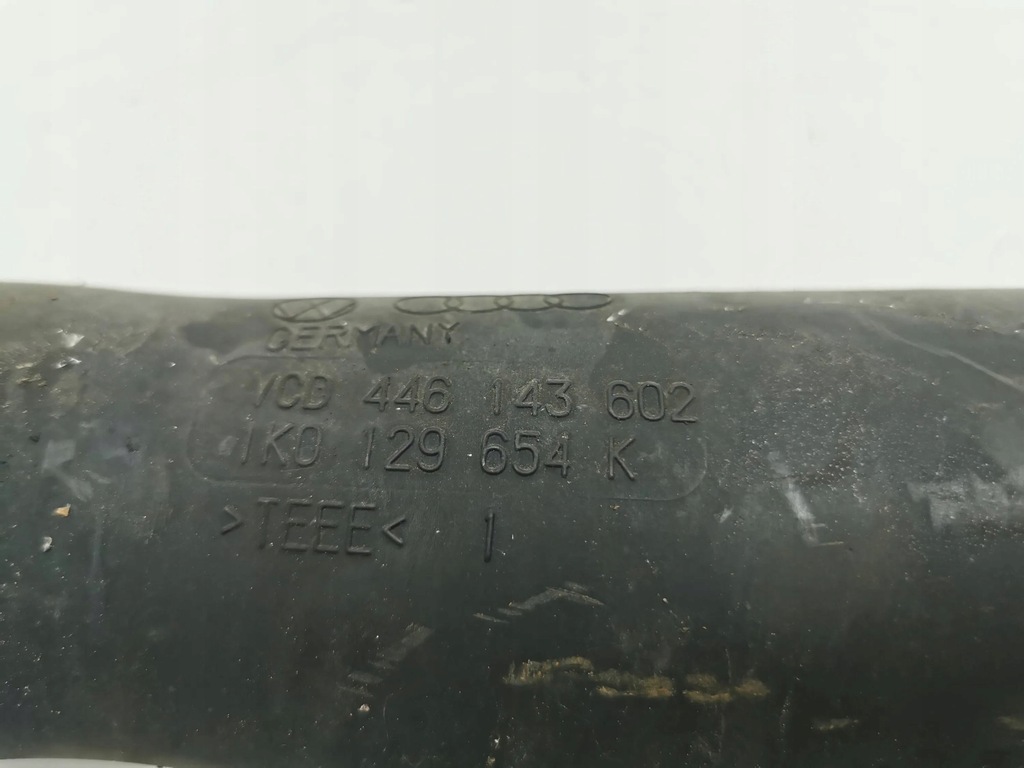 GERMANY
VCD 446 143 602
1K0 129 654 K
>TEEE< 1